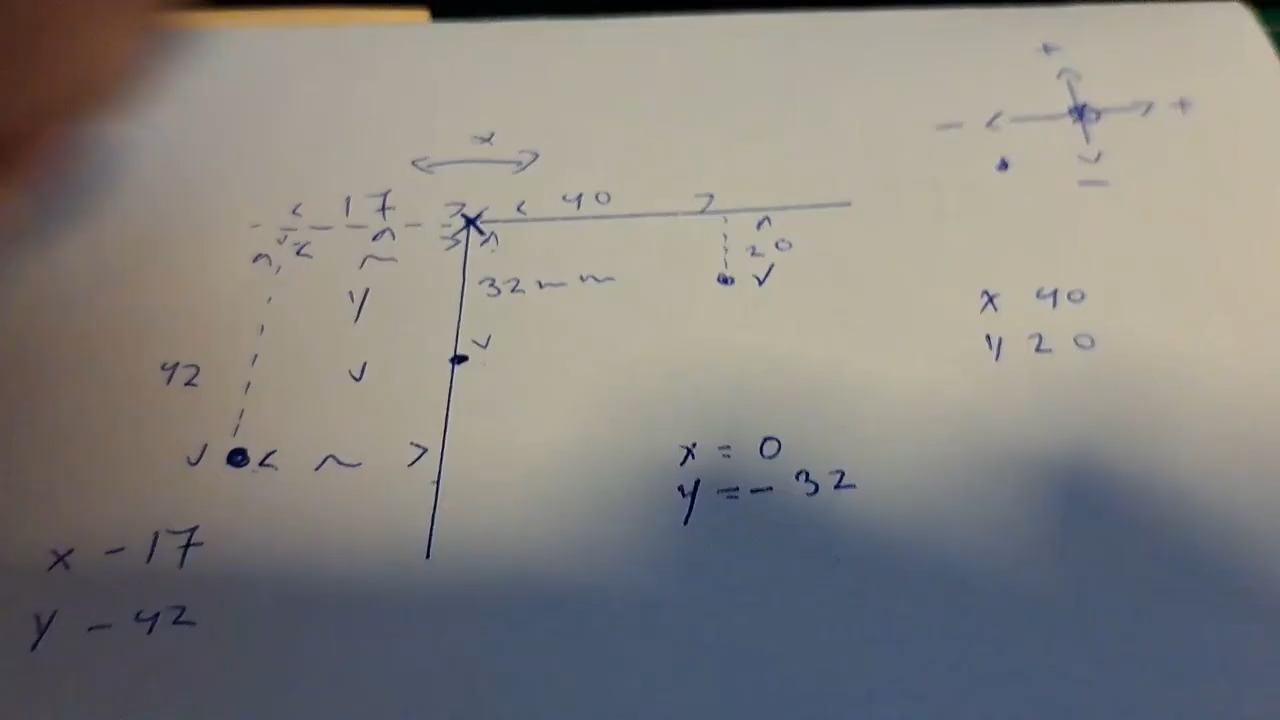 +
- +
-
x
17 40
20
y 32mm
42
x 40
y 20
x = 0
y = - 32
x - 17
y - 42